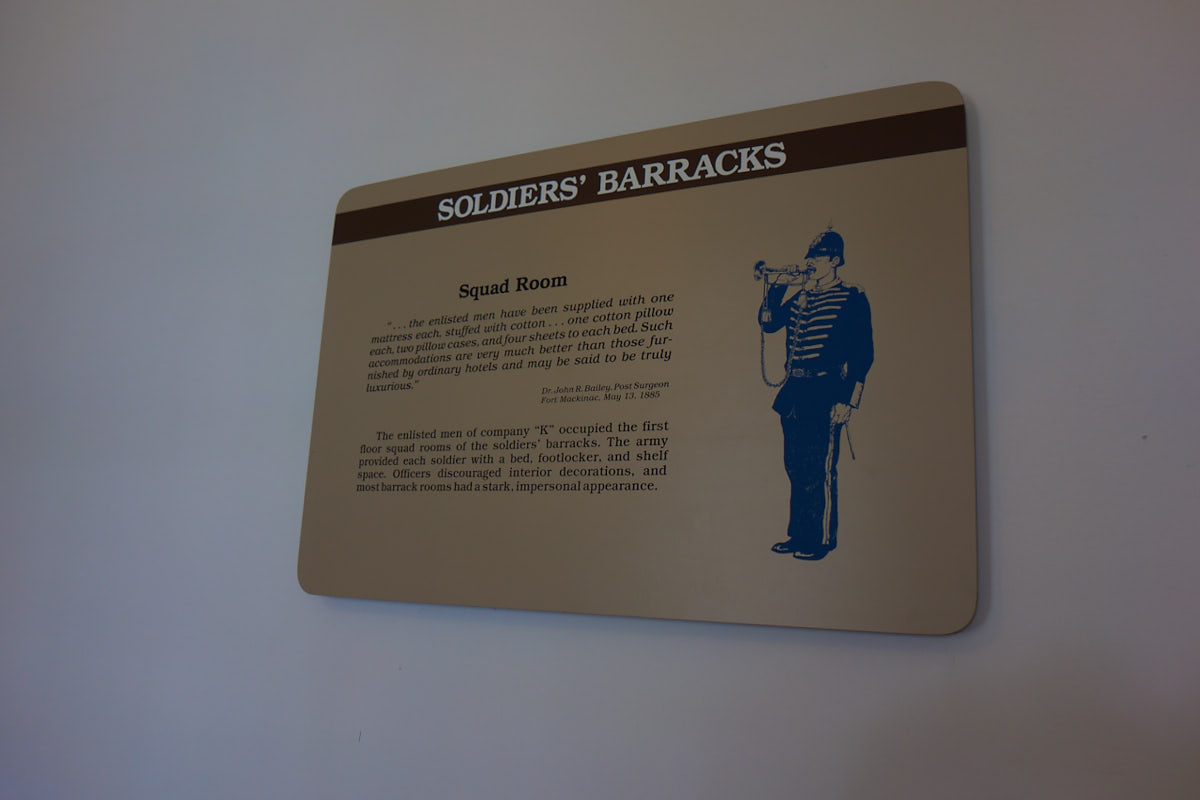 SOLDIERS' BARRACKS
Squad Room
“. . . the enlisted men have been supplied with one
mattress each, stuffed with cotton . . . one cotton pillow
each, two pillow cases, and four sheets to each bed. Such
accommodations are very much better than those fur-
nished by ordinary hotels and may be said to be truly
luxurious.”
Dr. John R. Bailey, Post Surgeon
Fort Mackinac, May 13, 1885
The enlisted men of company “K” occupied the first
floor squad rooms of the soldiers’ barracks. The army
provided each soldier with a bed, footlocker, and shelf
space. Officers discouraged interior decorations, and
most barrack rooms had a stark, impersonal appearance.